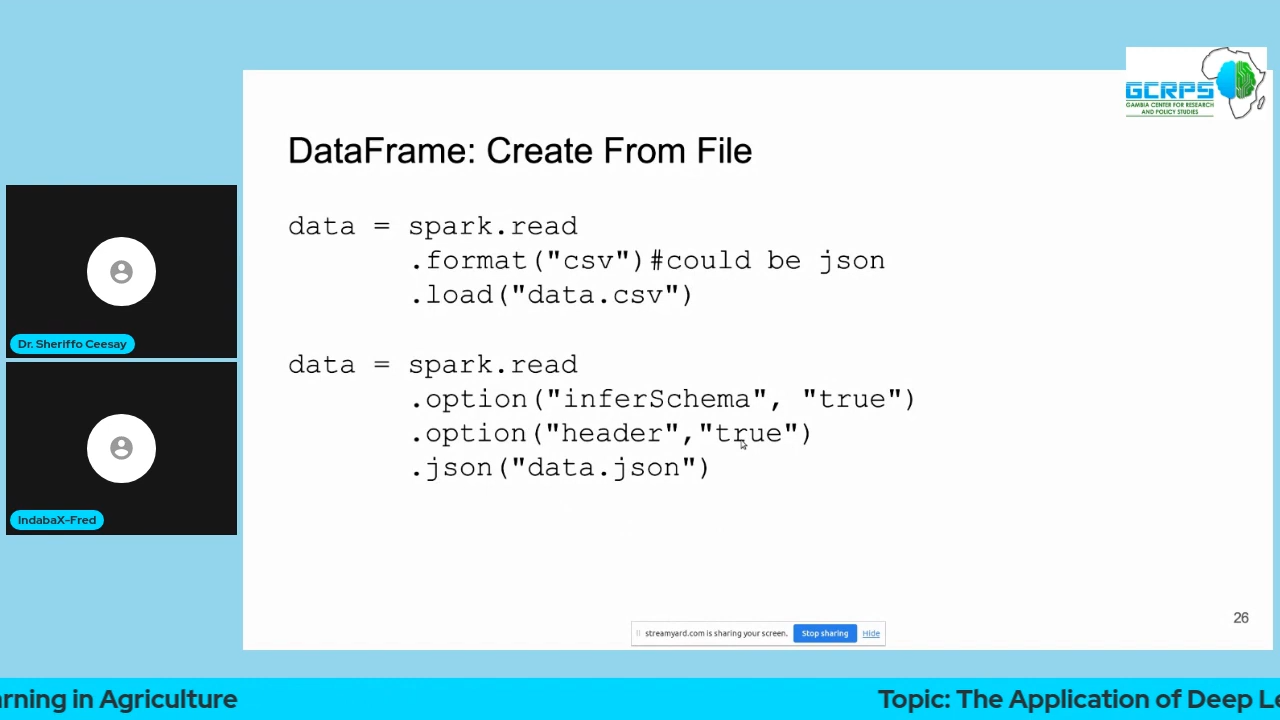 GCRPS
GAMBIA CENTER FOR RESEARCH
AND POLICY STUDIES
DataFrame: Create From File
data = spark.read
.format("csv")#could be json
.load("data.csv")
data = spark.read
.option("inferSchema", "true")
.option("header","true")
.json("data.json")
Dr. Sheriffo Ceesay
IndabaX-Fred
26
streamyard.com is sharing your screen.
Stop sharing
Hide
arning in Agriculture
Topic: The Application of Deep Le